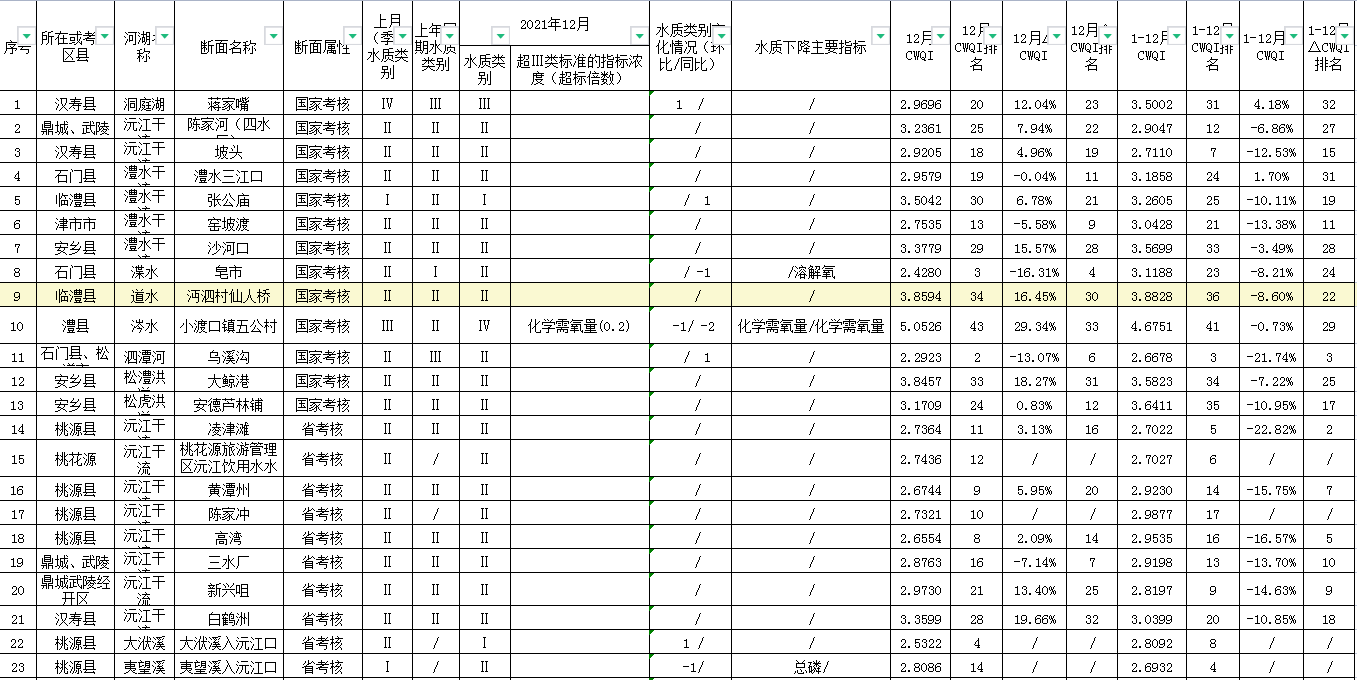 序号 所在或考 区县 河湖名称 断面名称 断面属性 上月（季）水质类别 上年同期水质类别 2021年12月 水质类别变化情况（环比/同比） 水质下降主要指标 12月 CWQI 12月 CWQI排名 12月△ CWQI 1-12月 CWQI 1-12月 CWQI排名 1-12月 CWQI 1-12月 △CWQI 排名
水质类别 超Ⅲ类标准的指标浓度（超标倍数）
1 汉寿县 洞庭湖 蒋家嘴 国家考核 Ⅳ Ⅲ Ⅲ 1 / / 2.9696 20 12.04% 23 3.5002 31 4.18% 32
2 鼎城、武陵 沅江干 陈家河（四水 国家考核 Ⅱ Ⅱ Ⅱ / / 3.2361 25 7.94% 22 2.9047 12 -6.86% 27
3 汉寿县 沅江干 坡头 国家考核 Ⅱ Ⅱ Ⅱ / / 2.9205 18 4.96% 19 2.7110 7 -12.53% 15
4 石门县 澧水干 澧水三江口 国家考核 Ⅱ Ⅱ Ⅱ / / 2.9579 19 -0.04% 11 3.1858 24 1.70% 31
5 临澧县 澧水干 张公庙 国家考核 Ⅰ Ⅱ Ⅰ / 1 / 3.5042 30 6.78% 21 3.2605 25 -10.11% 19
6 津市市 澧水干 窑坡渡 国家考核 Ⅱ Ⅱ Ⅱ / / 2.7535 13 -5.58% 9 3.0428 21 -13.38% 11
7 安乡县 澧水干 沙河口 国家考核 Ⅱ Ⅱ Ⅱ / / 3.3779 29 15.57% 28 3.5699 33 -3.49% 28
8 石门县 渫水 皂市 国家考核 Ⅱ Ⅰ Ⅱ / -1 /溶解氧 2.4280 3 -16.31% 4 3.1188 23 -8.21% 24
9 临澧县 道水 沔泗村仙人桥 国家考核 Ⅱ Ⅱ Ⅱ / / 3.8594 34 16.45% 30 3.8828 36 -8.60% 22
10 澧县 涔水 小渡口镇五公村 国家考核 Ⅲ Ⅱ Ⅳ 化学需氧量(0.2) -1/ -2 化学需氧量/化学需氧量 5.0526 43 29.34% 33 4.6751 41 -0.73% 29
11 石门县、松 泗潭河 乌溪沟 国家考核 Ⅱ Ⅲ Ⅱ / 1 / 2.2923 2 -13.07% 6 2.6678 3 -21.74% 3
12 安乡县 松澧洪 大鲸港 国家考核 Ⅱ Ⅱ Ⅱ / / 3.8457 33 18.27% 31 3.5823 34 -7.22% 25
13 安乡县 松虎洪 安德芦林铺 国家考核 Ⅱ Ⅱ Ⅱ / / 3.1709 24 0.83% 12 3.6411 35 -10.95% 17
14 桃源县 沅江干 凌津滩 省考核 Ⅱ Ⅱ Ⅱ / / 2.7364 11 3.13% 16 2.7022 5 -22.82% 2
15 桃花源 沅江干流 桃花源旅游管理区沅江饮用水水 省考核 Ⅱ / Ⅱ / / 2.7436 12 / / 2.7027 6 / /
16 桃源县 沅江干 黄潭州 省考核 Ⅱ Ⅱ Ⅱ / / 2.6744 9 5.95% 20 2.9230 14 -15.75% 7
17 桃源县 沅江干 陈家冲 省考核 Ⅱ / Ⅱ / / 2.7321 10 / / 2.9877 17 / /
18 桃源县 沅江干 高湾 省考核 Ⅱ Ⅱ Ⅱ / / 2.6554 8 2.09% 14 2.9535 16 -16.57% 5
19 鼎城、武陵 沅江干 三水厂 省考核 Ⅱ Ⅱ Ⅱ / / 2.8763 16 -7.14% 7 2.9198 13 -13.70% 10
20 鼎城武陵经开区 沅江干流 新兴咀 省考核 Ⅱ Ⅱ Ⅱ / / 2.9730 21 13.40% 25 2.8197 9 -14.63% 9
21 汉寿县 沅江干 白鹤洲 省考核 Ⅱ Ⅱ Ⅱ / / 3.3599 28 19.66% 32 3.0399 20 -10.85% 18
22 桃源县 大洑溪 大洑溪入沅江口 省考核 Ⅱ / Ⅰ 1 / / 2.5322 4 / / 2.8092 8 / /
23 桃源县 夷望溪 夷望溪入沅江口 省考核 Ⅰ / Ⅱ -1/ 总磷/ 2.8086 14 / / 2.6932 4 / /